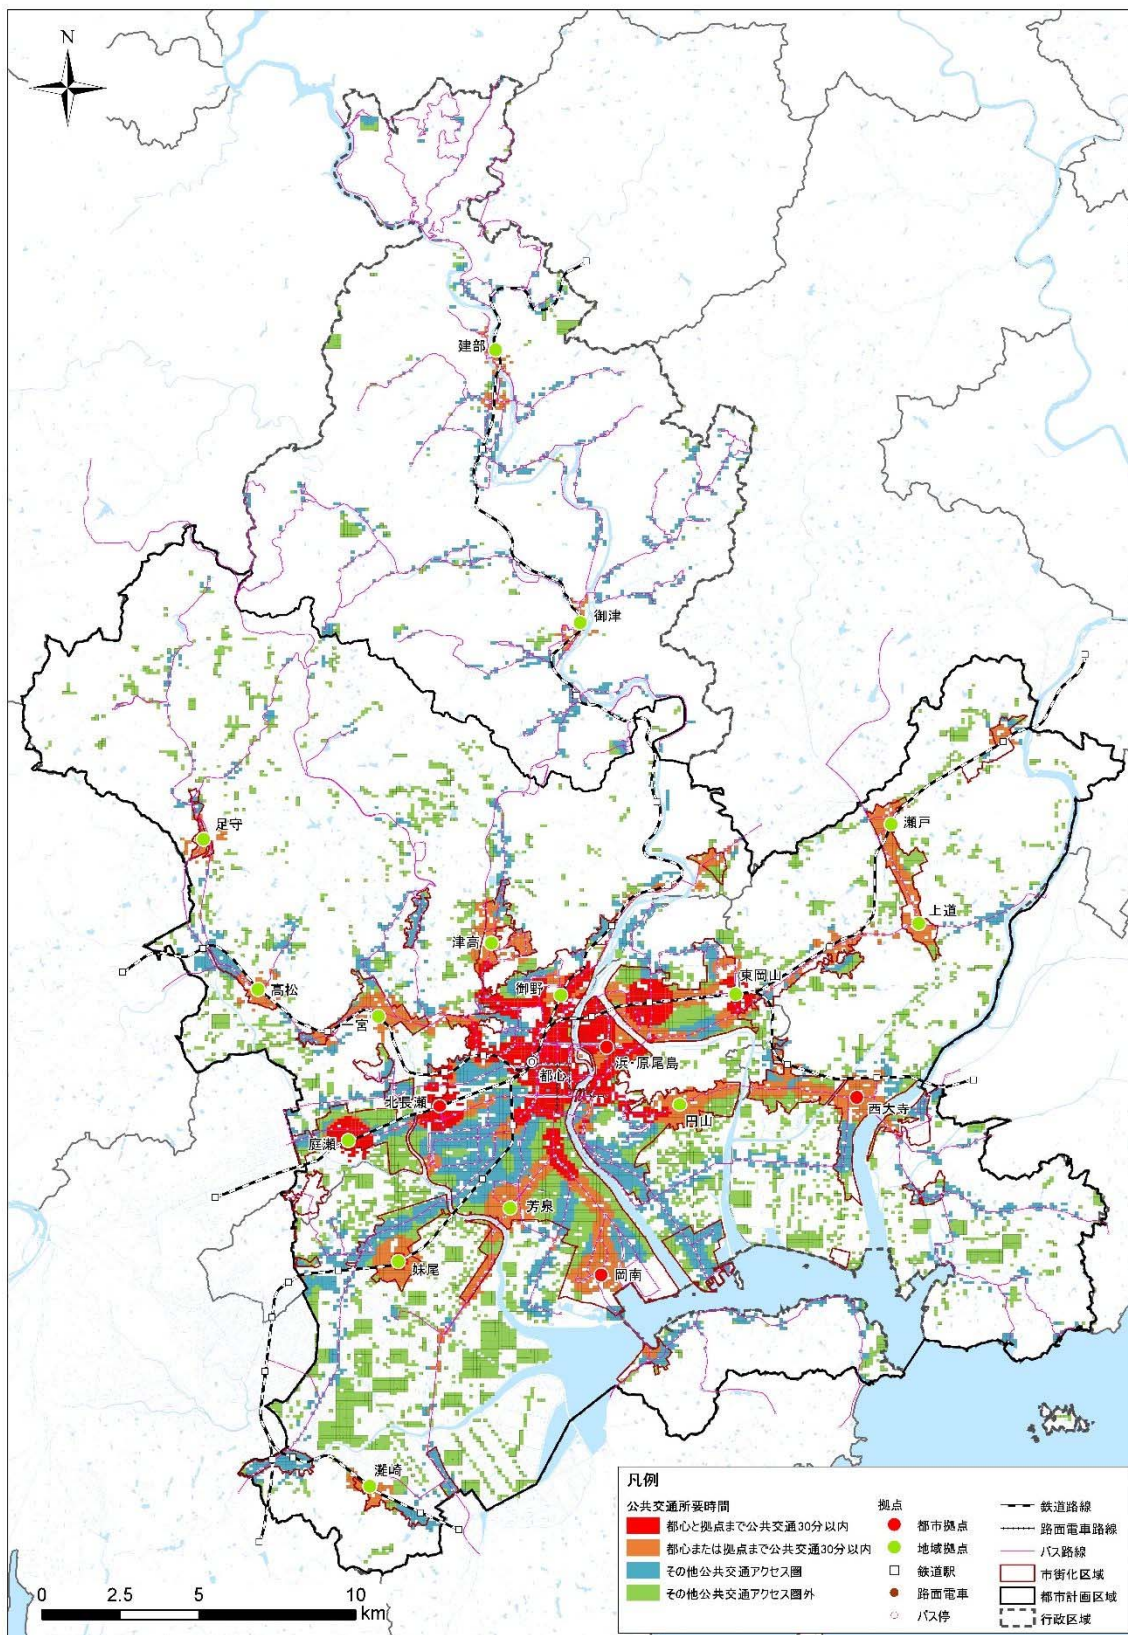 N
建部
御津
足守
瀬戸
上道
津高
高松
御野
東岡山
一宮
浜・原尾島
都心
北長瀬
円山
西大寺
庭瀬
芳泉
妹尾
岡南
灘崎
0 2.5 5 10
km
凡例
公共交通所要時間
都心と拠点まで公共交通30分以内
都心または拠点まで公共交通30分以内
その他公共交通アクセス圏
その他公共交通アクセス圏外
拠点
都市拠点
地域拠点
鉄道駅
路面電車
バス停
鉄道路線
路面電車路線
バス路線
市街化区域
都市計画区域
行政区域